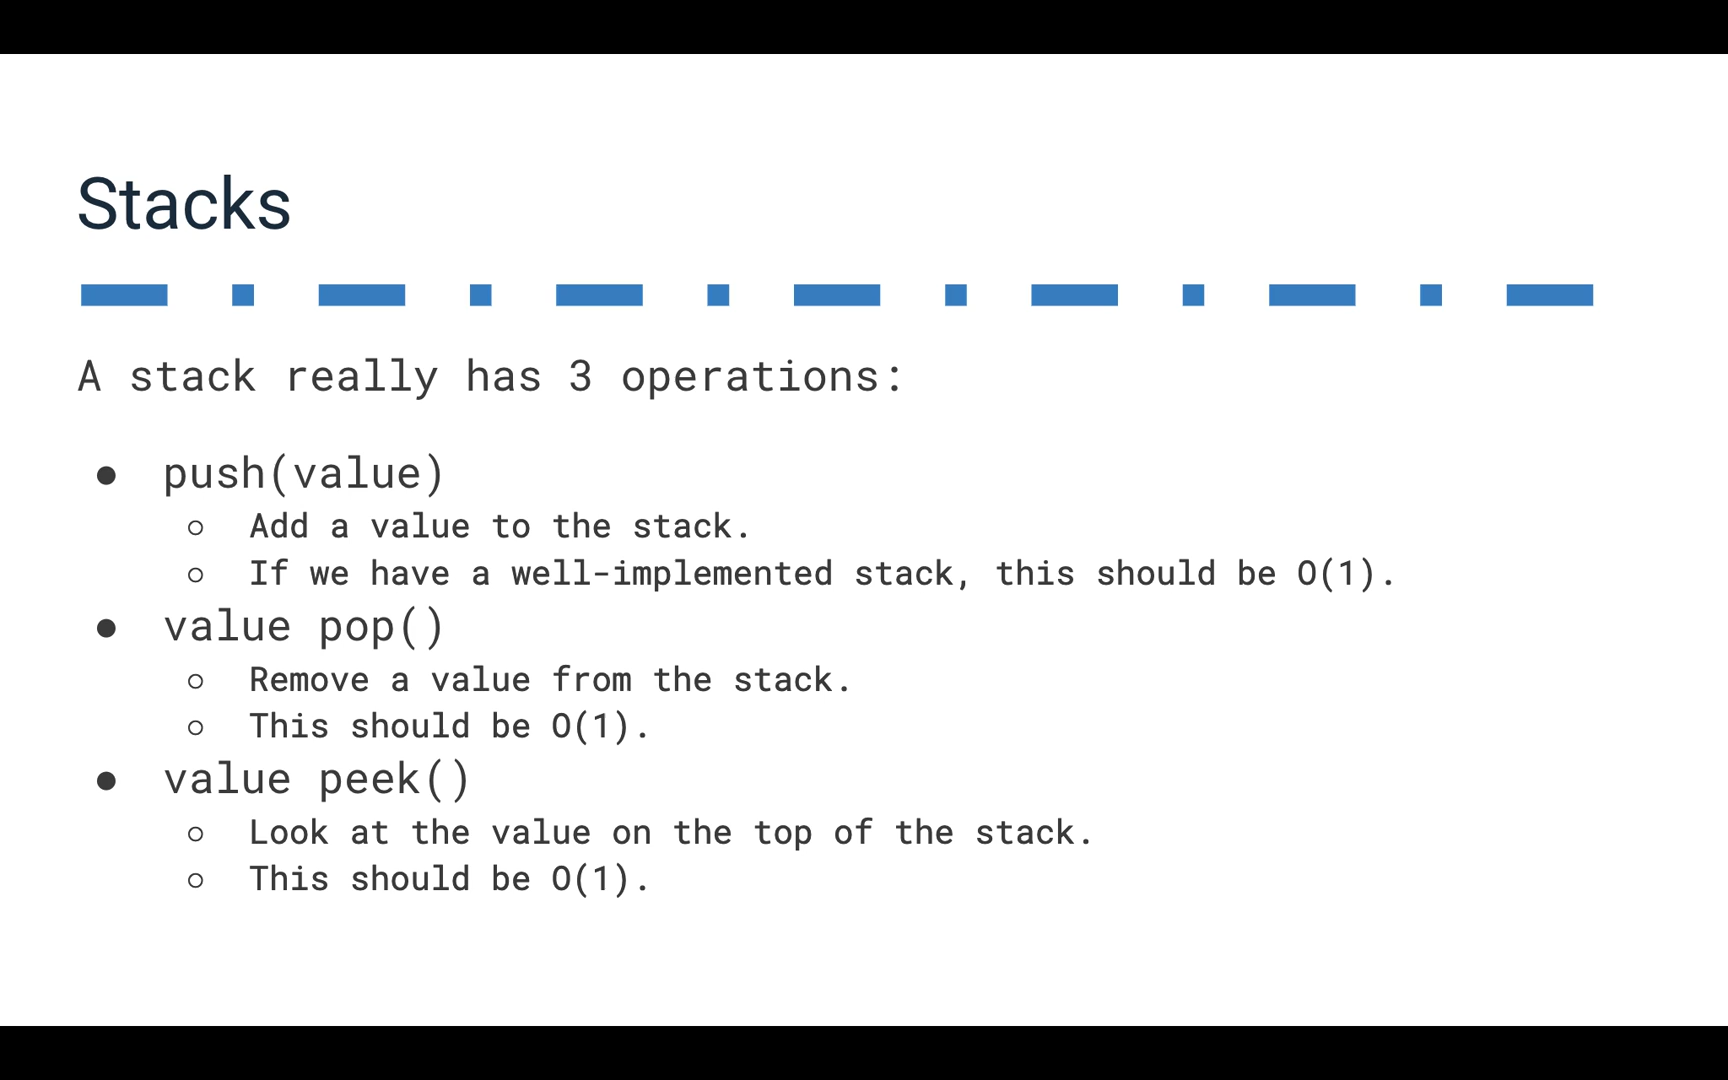 Stacks
A stack really has 3 operations:
● push(value)
○ Add a value to the stack.
○ If we have a well-implemented stack, this should be O(1).
● value pop()
○ Remove a value from the stack.
○ This should be O(1).
● value peek()
○ Look at the value on the top of the stack.
○ This should be O(1).